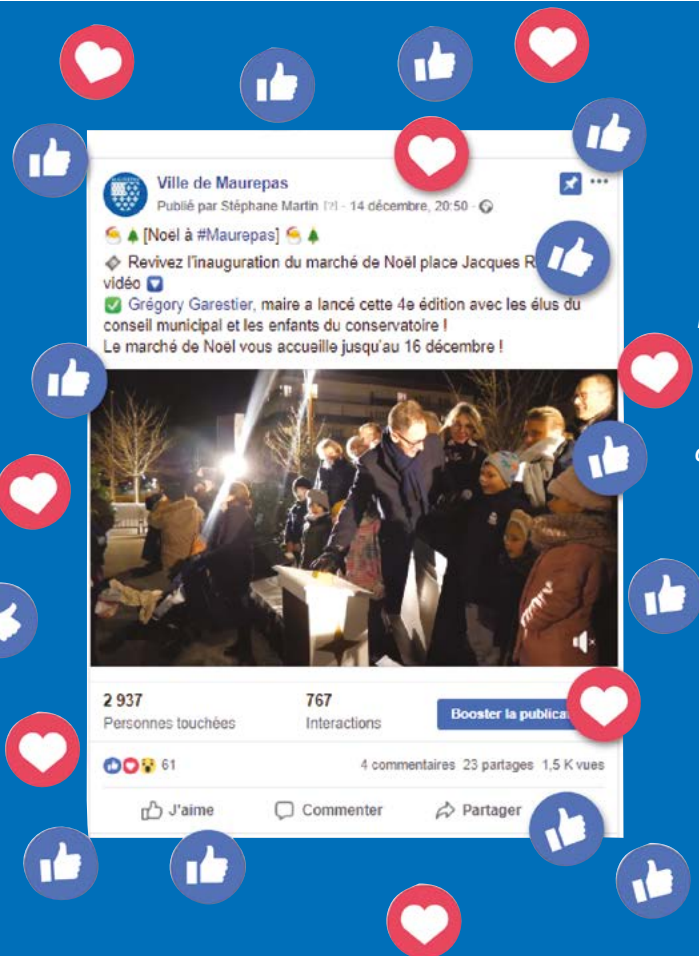 Ville de Maurepas
Publié par Stéphane Martin [?] · 14 décembre, 20:50 ·
[Noël à #Maurepas]
Revivez l'inauguration du marché de Noël place Jacques R
vidéo
Grégory Garestier, maire a lancé cette 4e édition avec les élus du
conseil municipal et les enfants du conservatoire !
Le marché de Noël vous accueille jusqu'au 16 décembre !
2 937
Personnes touchées
767
Interactions
Booster la publica
61
4 commentaires 23 partages 1,5 K vues
J'aime
Commenter
Partager